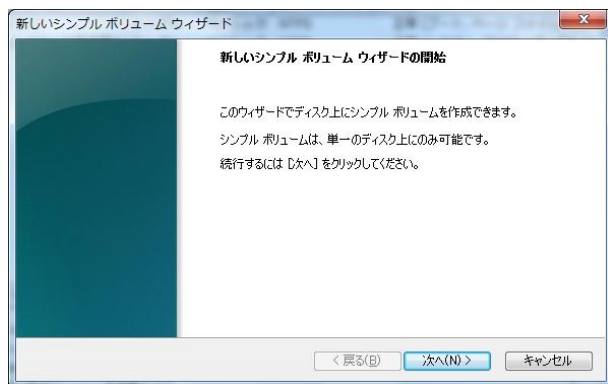 新しいシンプル ボリューム ウィザード
新しいシンプル ボリューム ウィザードの開始
このウィザードでディスク上にシンプル ボリュームを作成できます。
シンプル ボリュームは、単一のディスク上にのみ可能です。
続行するには [次へ] をクリックしてください。
< 戻る(B) 次へ(N) > キャンセル